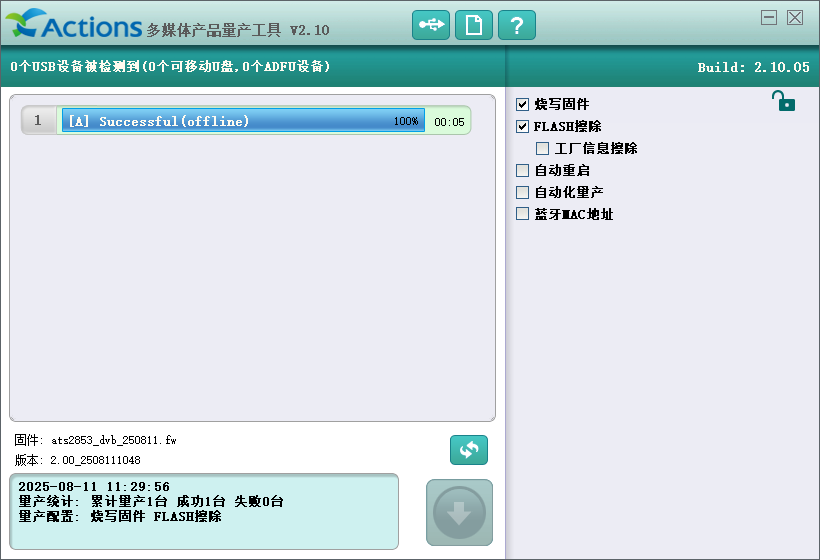 Actions 多媒体产品量产工具 V2.10
?
0个USB设备被检测到(0个可移动U盘,0个ADFU设备)
Build: 2.10.05
1 [A] Successful(offline) 100% 00:05
烧写固件
FLASH擦除
工厂信息擦除
自动重启
自动化量产
蓝牙MAC地址
固件: ats2853_dvb_250811.fw
版本: 2.00_2508111048
2025-08-11 11:29:56
量产统计: 累计量产1台 成功1台 失败0台
量产配置: 烧写固件 FLASH擦除